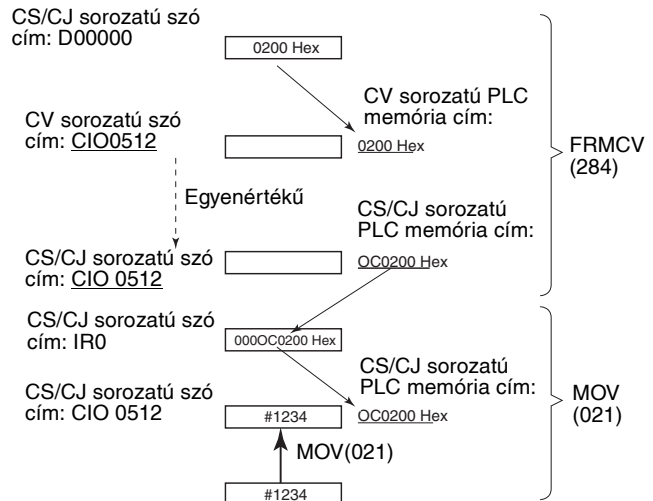 CS/CJ sorozatú szó
cím: D00000
0200 Hex
CV sorozatú PLC
memória cím:
CV sorozatú szó
cím: CIO0512
0200 Hex
FRMCV
(284)
Egyenértékű
CS/CJ sorozatú
PLC memória cím:
CS/CJ sorozatú szó
cím: CIO 0512
OC0200 Hex
CS/CJ sorozatú szó
cím: IR0
000OC0200 Hex
CS/CJ sorozatú
PLC memória cím:
CS/CJ sorozatú szó
cím: CIO 0512
#1234
OC0200 Hex
MOV
(021)
MOV(021)
#1234